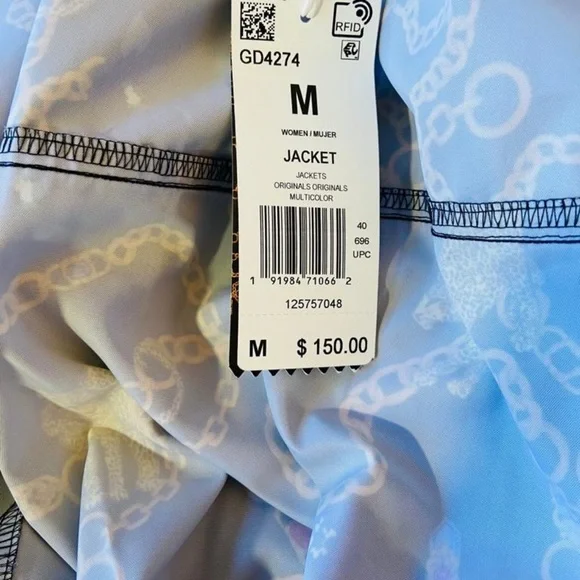 RFID
GD4274
M
WOMEN / MUJER
JACKET
JACKETS
ORIGINALS ORIGINALS
MULTICOLOR
40
696
UPC
1 91984 71066 2
125757048
M $ 150.00